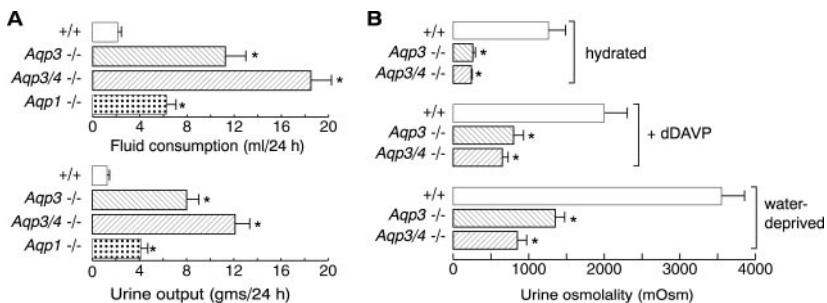 A
+/+
Aqp3 -/-
*
Aqp3/4 -/-
*
Aqp1 -/-
*
0 4 8 12 16 20
Fluid consumption (ml/24 h)
+/+
Aqp3 -/-
*
Aqp3/4 -/-
*
Aqp1 -/-
*
0 4 8 12 16 20
Urine output (gms/24 h)
B
+/+
Aqp3 -/-
*
Aqp3/4 -/-
*
hydrated
+/+
Aqp3 -/-
*
Aqp3/4 -/-
*
+ dDAVP
+/+
Aqp3 -/-
*
Aqp3/4 -/-
*
water-
deprived
0 1000 2000 3000 4000
Urine osmolality (mOsm)